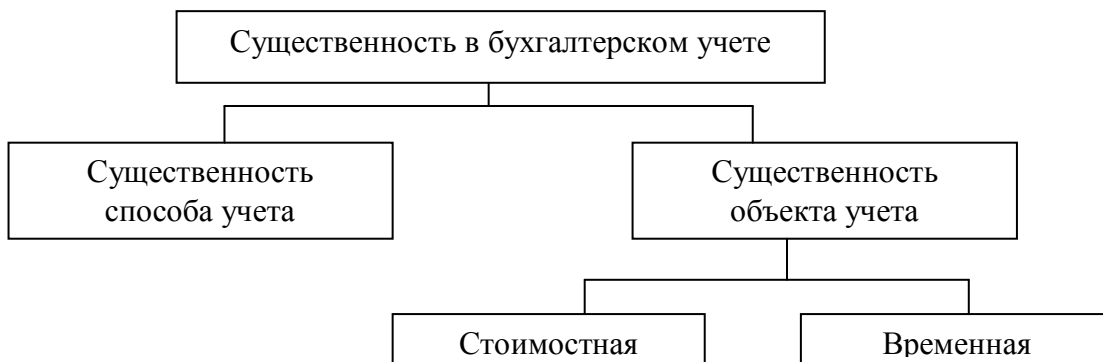 Существенность в бухгалтерском учете
Существенность
способа учета
Существенность
объекта учета
Стоимостная
Временная